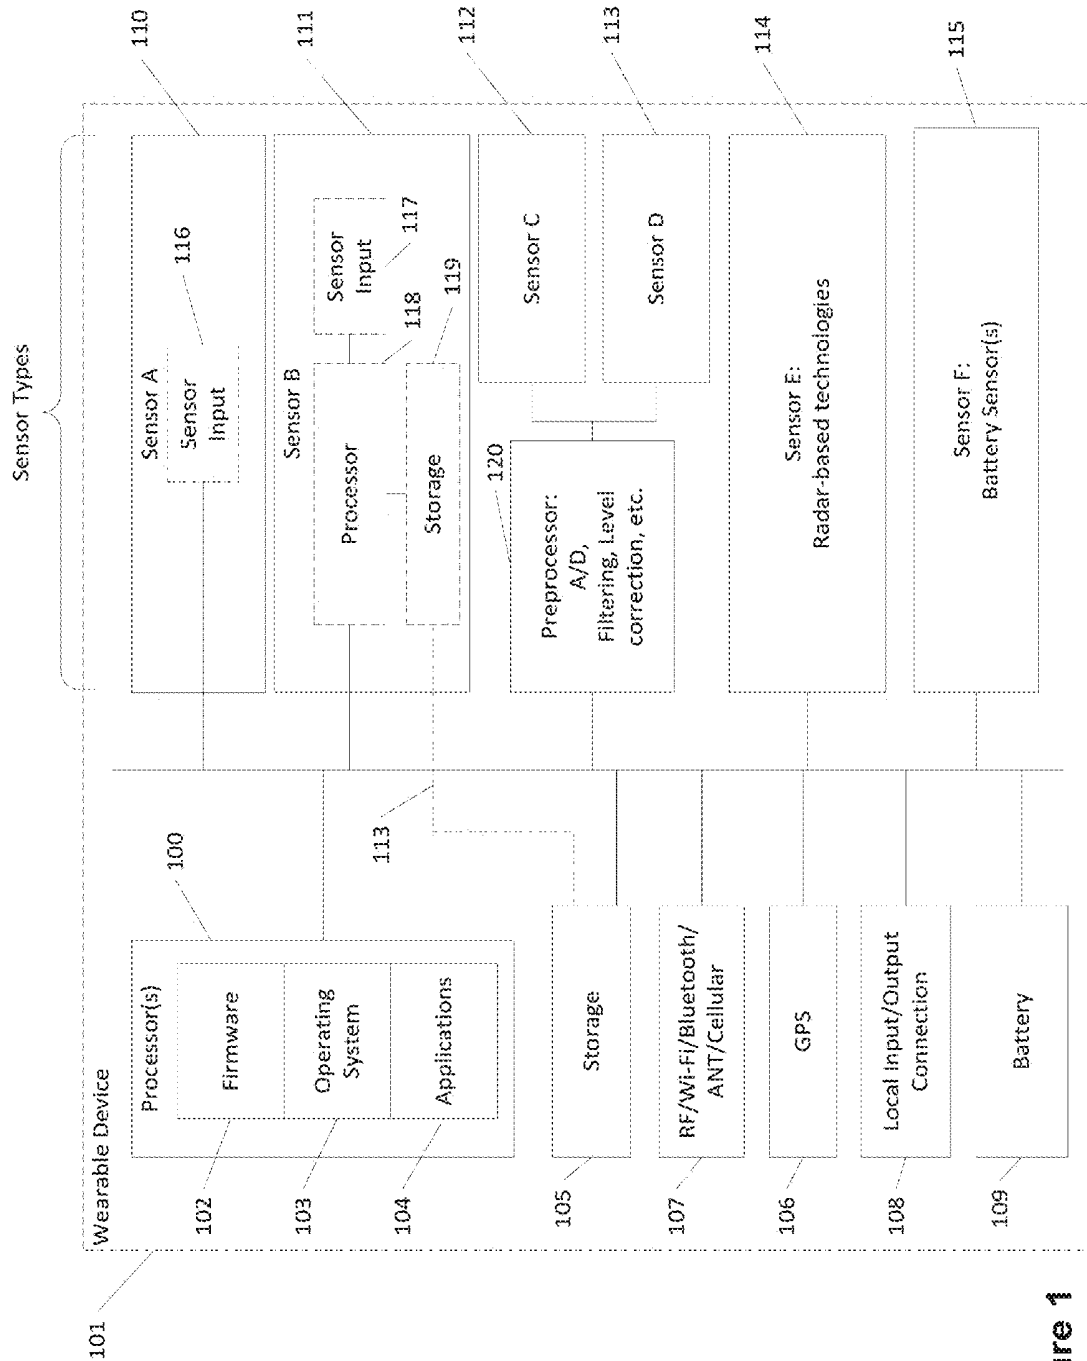 101
Wearable Device
Processor(s)
100
Firmware
Operating
System
Applications
102
103
104
Storage
105
RF/Wi-Fi/Bluetooth/
ANT/Cellular
107
GPS
106
Local Input/Output
Connection
108
Battery
109
113
Sensor Types
Sensor A
Sensor
Input
116
110
Sensor B
Processor
Sensor
Input
117
118
Storage
119
111
Preprocessor:
A/D,
Filtering, Level
correction, etc.
120
Sensor C
112
Sensor D
113
Sensor E:
Radar-based technologies
114
Sensor F:
Battery Sensor(s)
115
ure 1